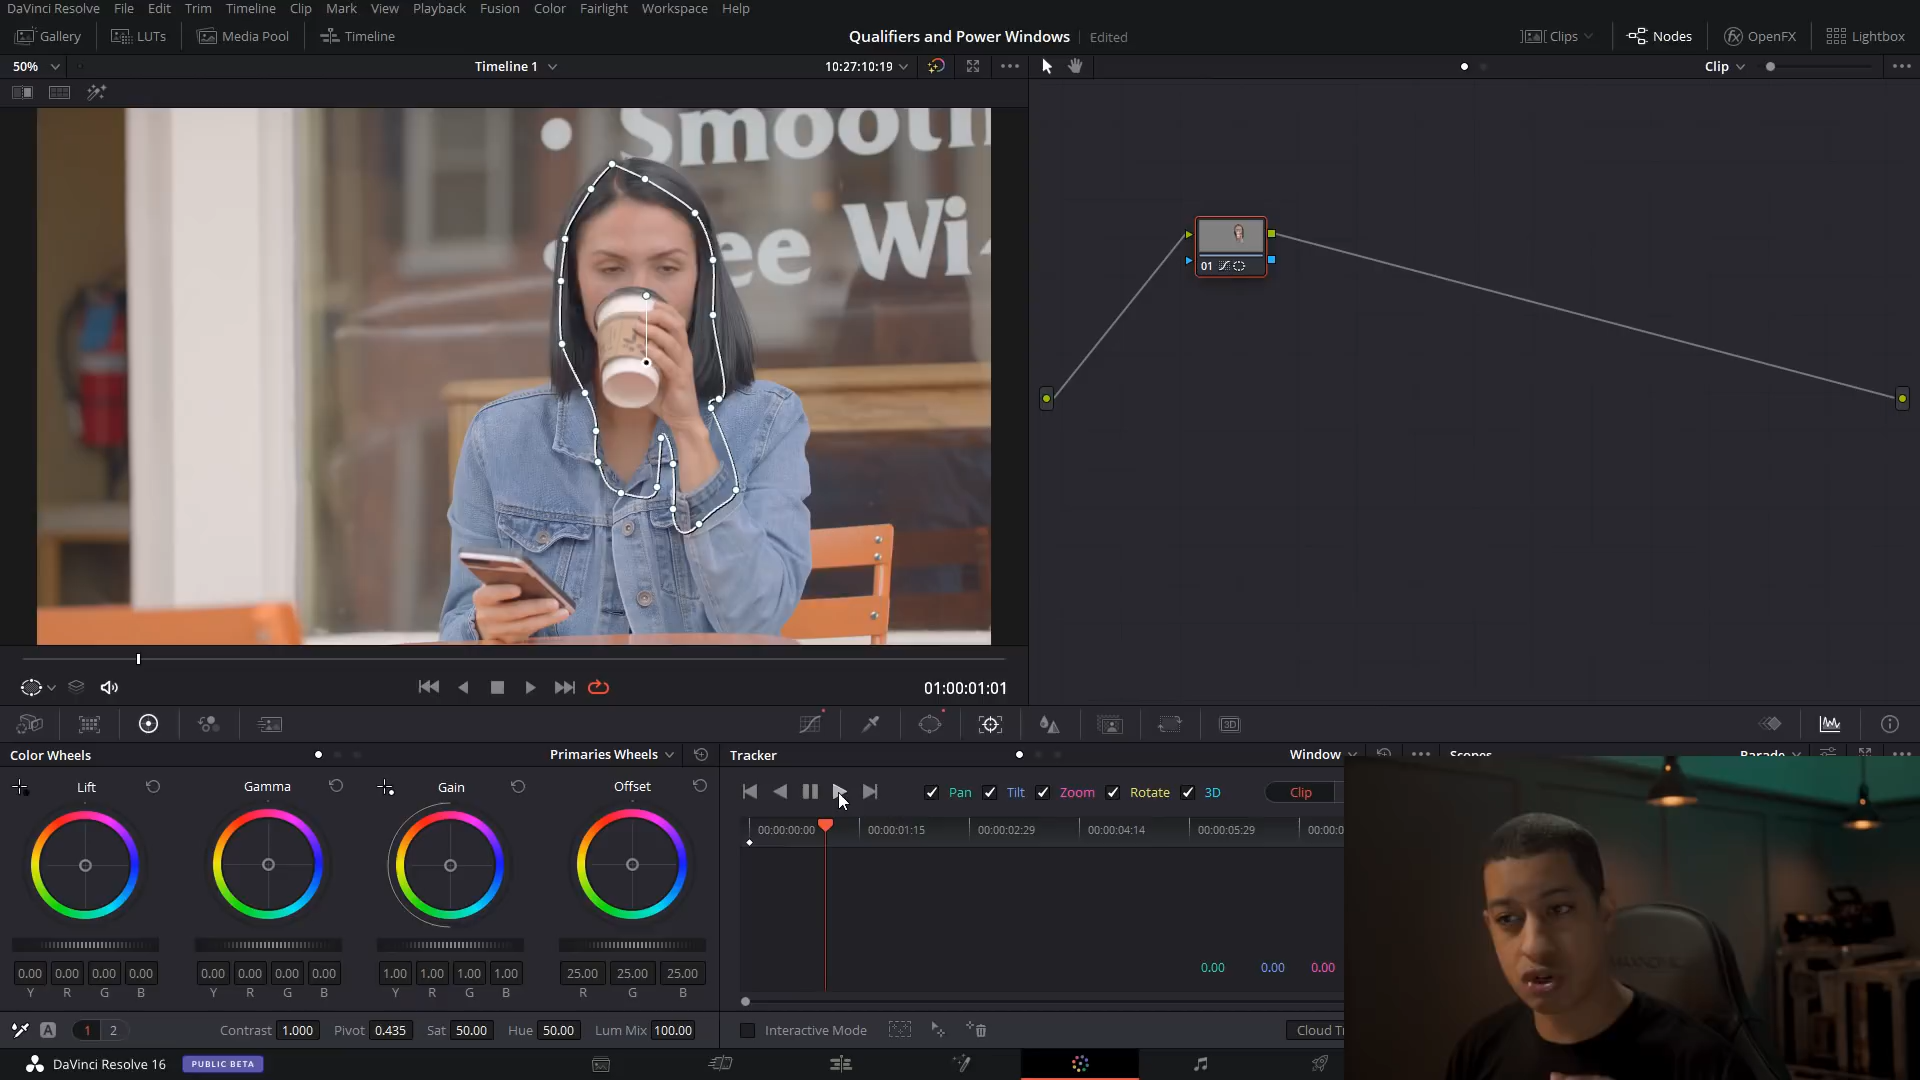 DaVinci Resolve File Edit Trim Timeline Clip Mark View Playback Fusion Color Fairlight Workspace Help
Gallery LUTs Media Pool Timeline Qualifiers and Power Windows Edited Clips Nodes OpenFX Lightbox
50% Timeline 1 10:27:10:19 Clip
Smooth
ee Wi-
01
01:00:01:01
3D
Color Wheels Primaries Wheels Tracker Window Scopes Parade
Lift Gamma Gain Offset Pan Tilt Zoom Rotate 3D Clip
00:00:00:00 00:00:01:15 00:00:02:29 00:00:04:14 00:00:05:29 00:00:0
0.00 0.00 0.00 0.00 0.00 0.00 0.00 0.00 1.00 1.00 1.00 1.00 25.00 25.00 25.00 0.00 0.00 0.00
Y R G B Y R G B Y R G B R G B
A 1 2 Contrast 1.000 Pivot 0.435 Sat 50.00 Hue 50.00 Lum Mix 100.00 Interactive Mode Cloud Tr
DaVinci Resolve 16 PUBLIC BETA